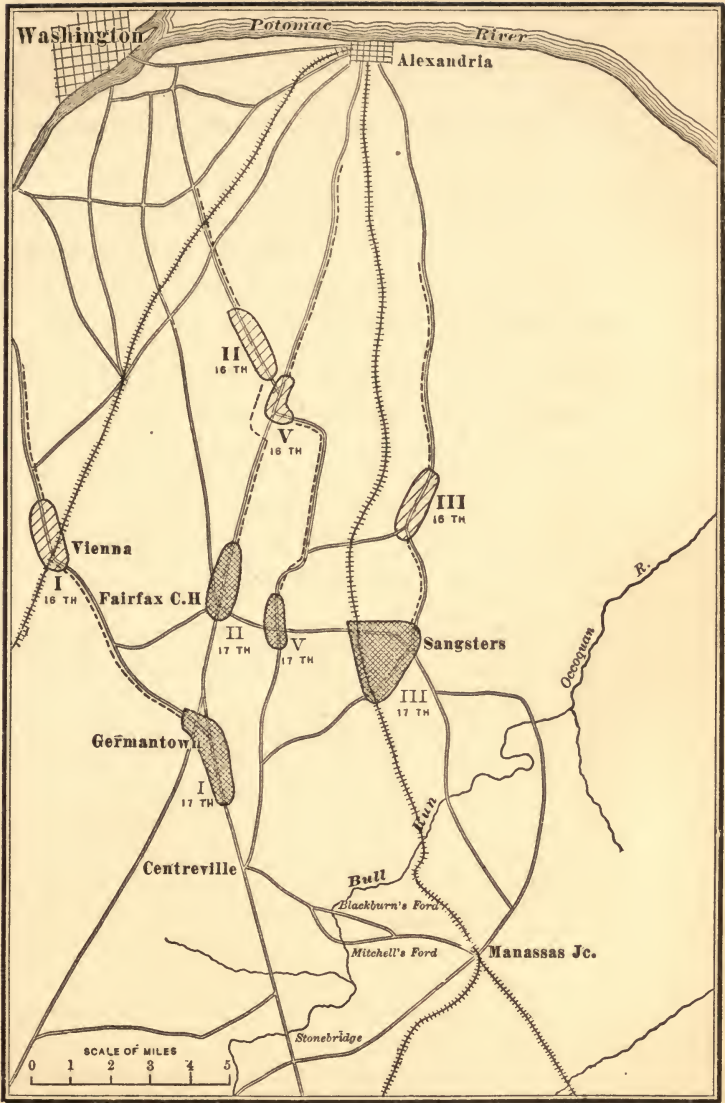 Washington
Potomac River
Alexandria
II
16 TH
V
16 TH
III
16 TH
Vienna
I
16 TH
Fairfax C.H
II
17 TH
V
17 TH
Sangsters
III
17 TH
Occoquan R.
Germantown
I
17 TH
Centreville
Bull Run
Blackburn's Ford
Mitchell's Ford
Manassas Jc.
Stonebridge
SCALE OF MILES
0 1 2 3 4 5